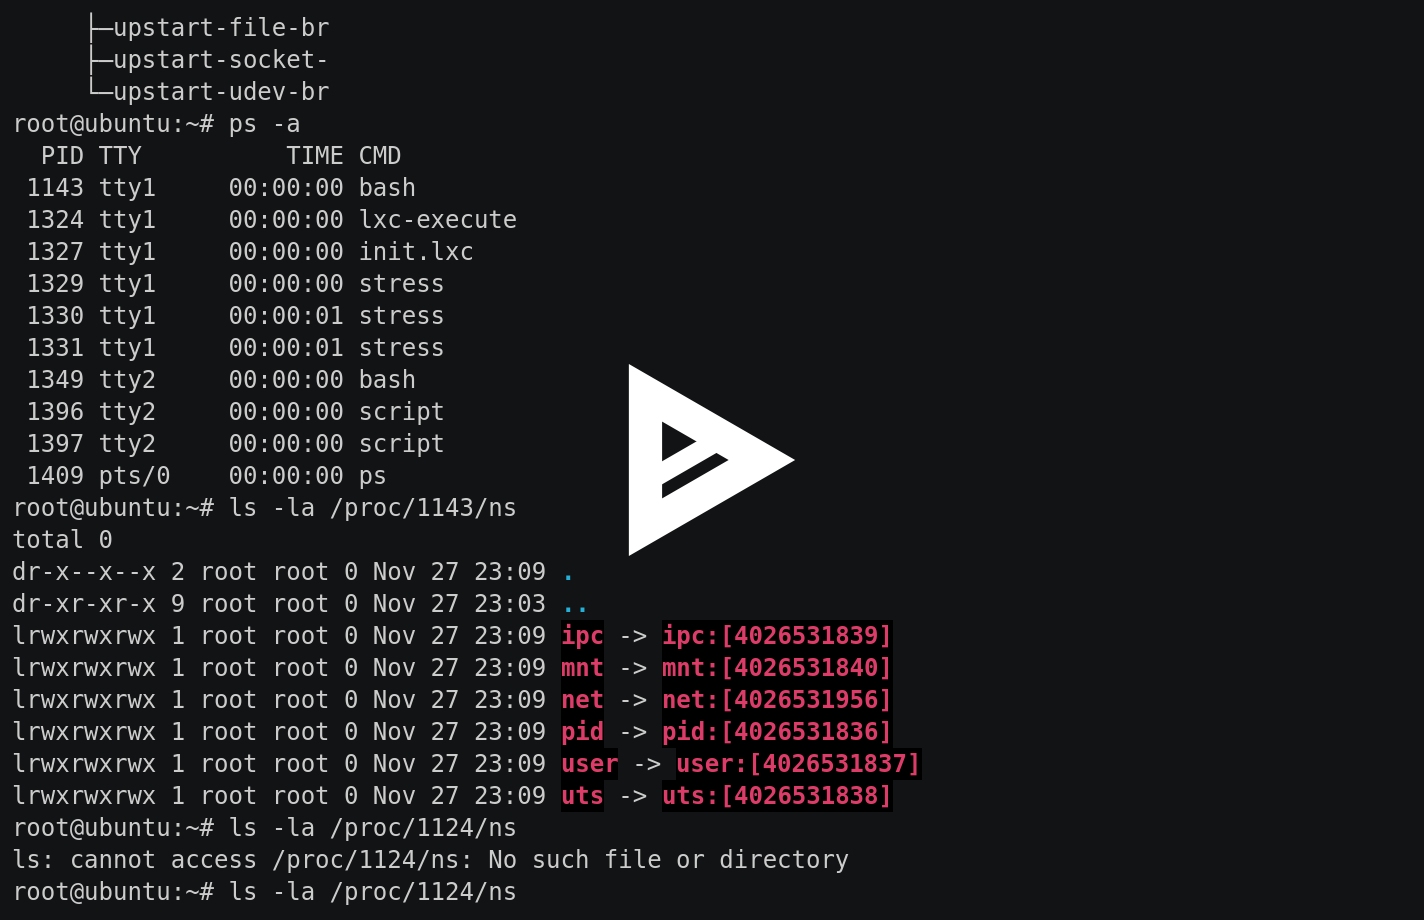 ├─upstart-file-br
├─upstart-socket-
└─upstart-udev-br
root@ubuntu:~# ps -a
  PID TTY          TIME CMD
 1143 tty1     00:00:00 bash
 1324 tty1     00:00:00 lxc-execute
 1327 tty1     00:00:00 init.lxc
 1329 tty1     00:00:00 stress
 1330 tty1     00:00:01 stress
 1331 tty1     00:00:01 stress
 1349 tty2     00:00:00 bash
 1396 tty2     00:00:00 script
 1397 tty2     00:00:00 script
 1409 pts/0    00:00:00 ps
root@ubuntu:~# ls -la /proc/1143/ns
total 0
dr-x--x--x 2 root root 0 Nov 27 23:09 .
dr-xr-xr-x 9 root root 0 Nov 27 23:03 ..
lrwxrwxrwx 1 root root 0 Nov 27 23:09 ipc -> ipc:[4026531839]
lrwxrwxrwx 1 root root 0 Nov 27 23:09 mnt -> mnt:[4026531840]
lrwxrwxrwx 1 root root 0 Nov 27 23:09 net -> net:[4026531956]
lrwxrwxrwx 1 root root 0 Nov 27 23:09 pid -> pid:[4026531836]
lrwxrwxrwx 1 root root 0 Nov 27 23:09 user -> user:[4026531837]
lrwxrwxrwx 1 root root 0 Nov 27 23:09 uts -> uts:[4026531838]
root@ubuntu:~# ls -la /proc/1124/ns
ls: cannot access /proc/1124/ns: No such file or directory
root@ubuntu:~# ls -la /proc/1124/ns